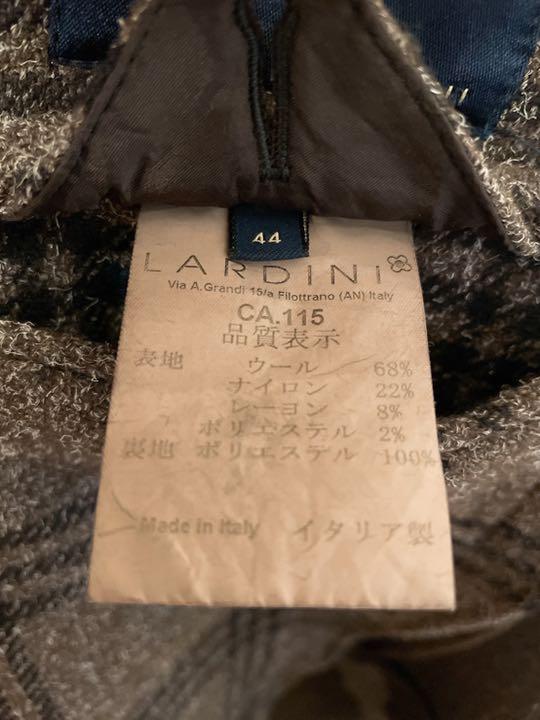 44
LARDINI
Via A.Grandi 15/a Filottrano (AN) Italy
CA.115
品質表示
表地 ウール 68%
ナイロン 22%
レーヨン 8%
ポリエステル 2%
裏地 ポリエステル 100%
Made in Italy イタリア製